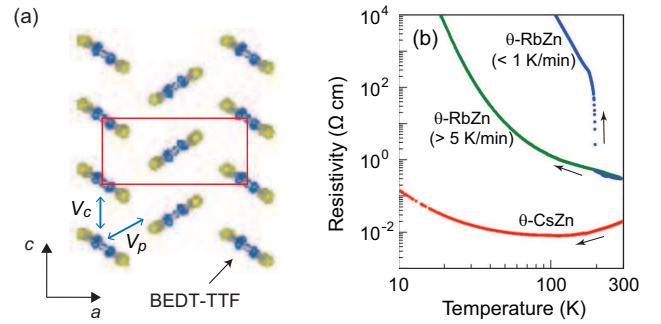 (a)
V_c
V_p
c
a
BEDT-TTF
(b)
Resistivity (Ω cm)
10^4
10^2
10^0
10^-2
θ-RbZn
(< 1 K/min)
θ-RbZn
(> 5 K/min)
θ-CsZn
10
100
300
Temperature (K)